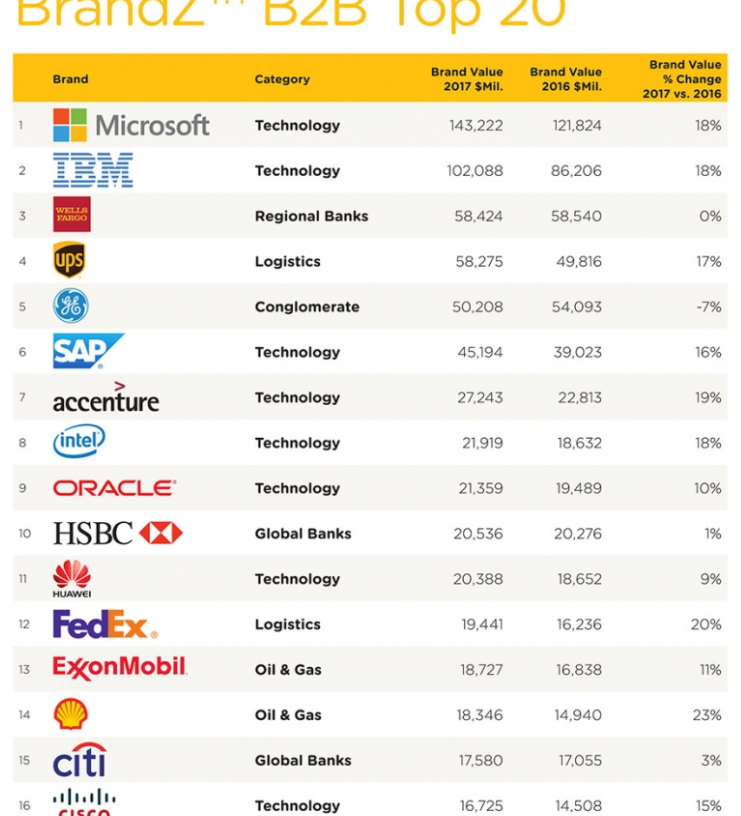 BrandZ™ B2B Top 20
Brand Category Brand Value 2017 $Mil. Brand Value 2016 $Mil. Brand Value % Change 2017 vs. 2016
1 Microsoft Technology 143,222 121,824 18%
2 IBM Technology 102,088 86,206 18%
3 WELLS FARGO Regional Banks 58,424 58,540 0%
4 ups Logistics 58,275 49,816 17%
5 GE Conglomerate 50,208 54,093 -7%
6 SAP® Technology 45,194 39,023 16%
7 accenture Technology 27,243 22,813 19%
8 intel Technology 21,919 18,632 18%
9 ORACLE® Technology 21,359 19,489 10%
10 HSBC Global Banks 20,536 20,276 1%
11 HUAWEI Technology 20,388 18,652 9%
12 FedEx® Logistics 19,441 16,236 20%
13 ExxonMobil Oil & Gas 18,727 16,838 11%
14 Oil & Gas 18,346 14,940 23%
15 citi Global Banks 17,580 17,055 3%
16 CISCO Technology 16,725 14,508 15%